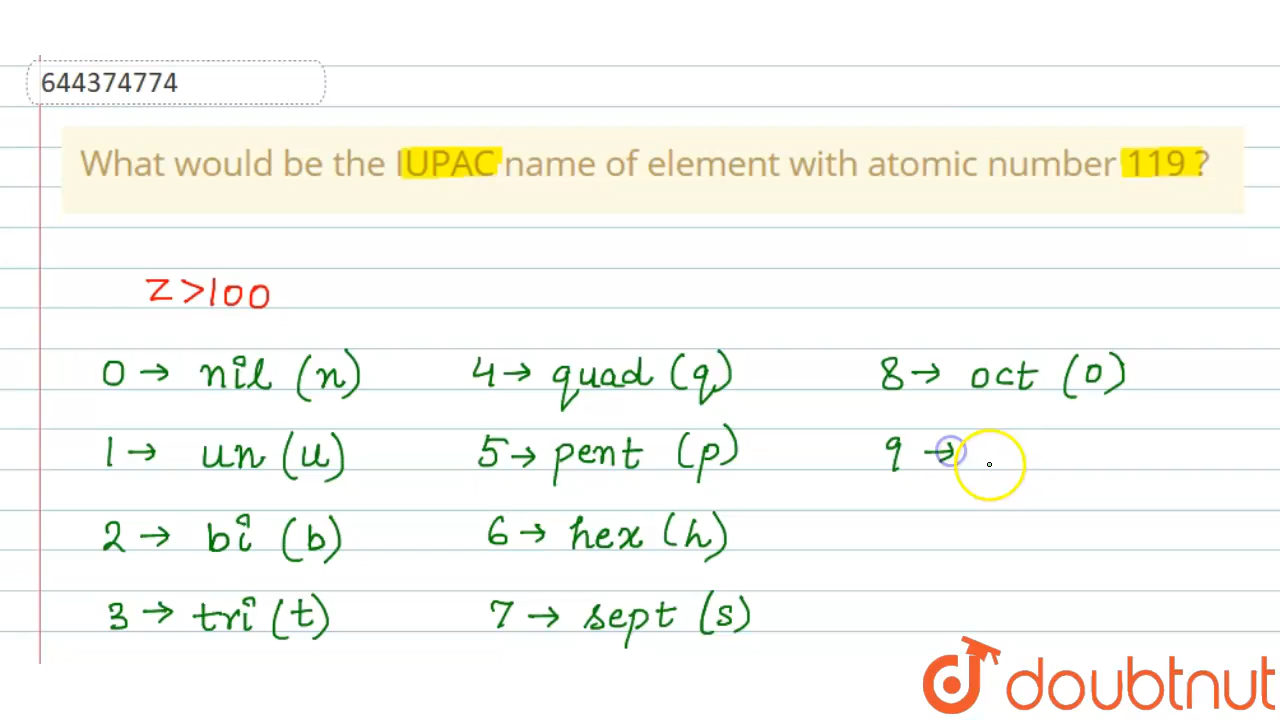 644374774
What would be the IUPAC name of element with atomic number 119 ?
Z>100
0→ nil (n) 4→ quad (q) 8→ oct (o)
1→ un (u) 5→ pent (p) 9→
2→ bi (b) 6→ hex (h)
3→ tri (t) 7→ sept (s)
doubtnut